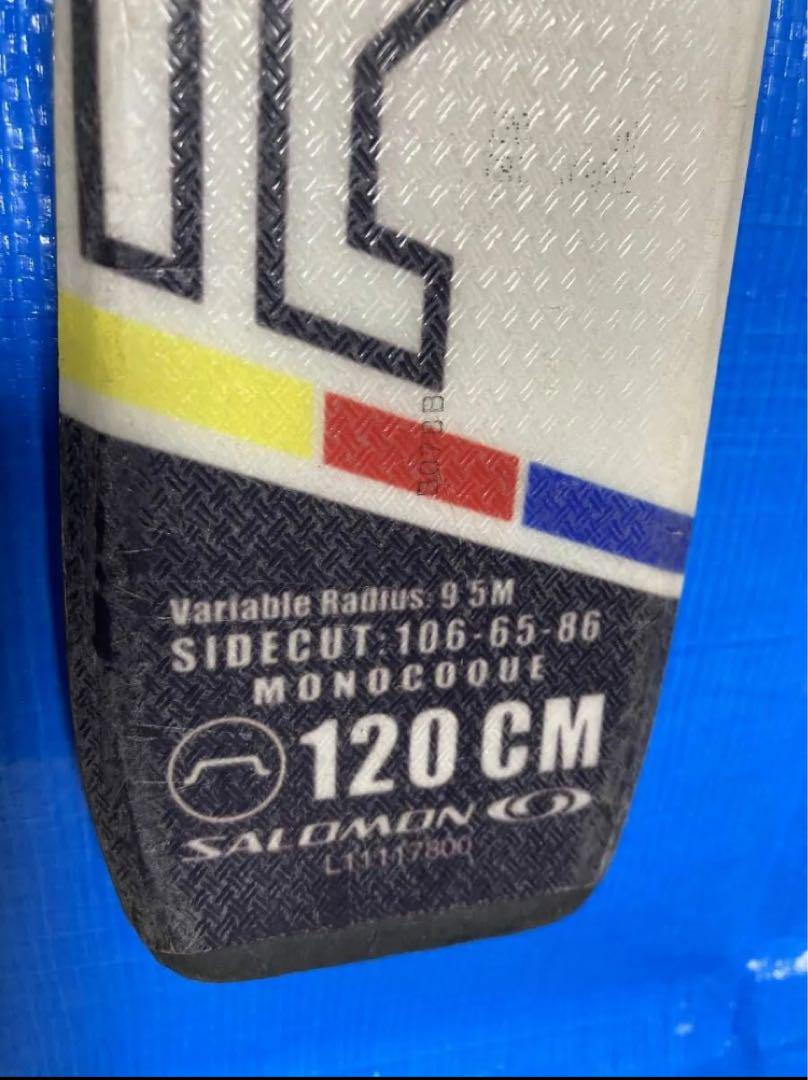 Variable Radius: 9.5M
SIDECUT:106-65-86
MONOCOQUE
120 CM
SALOMON
L11117800